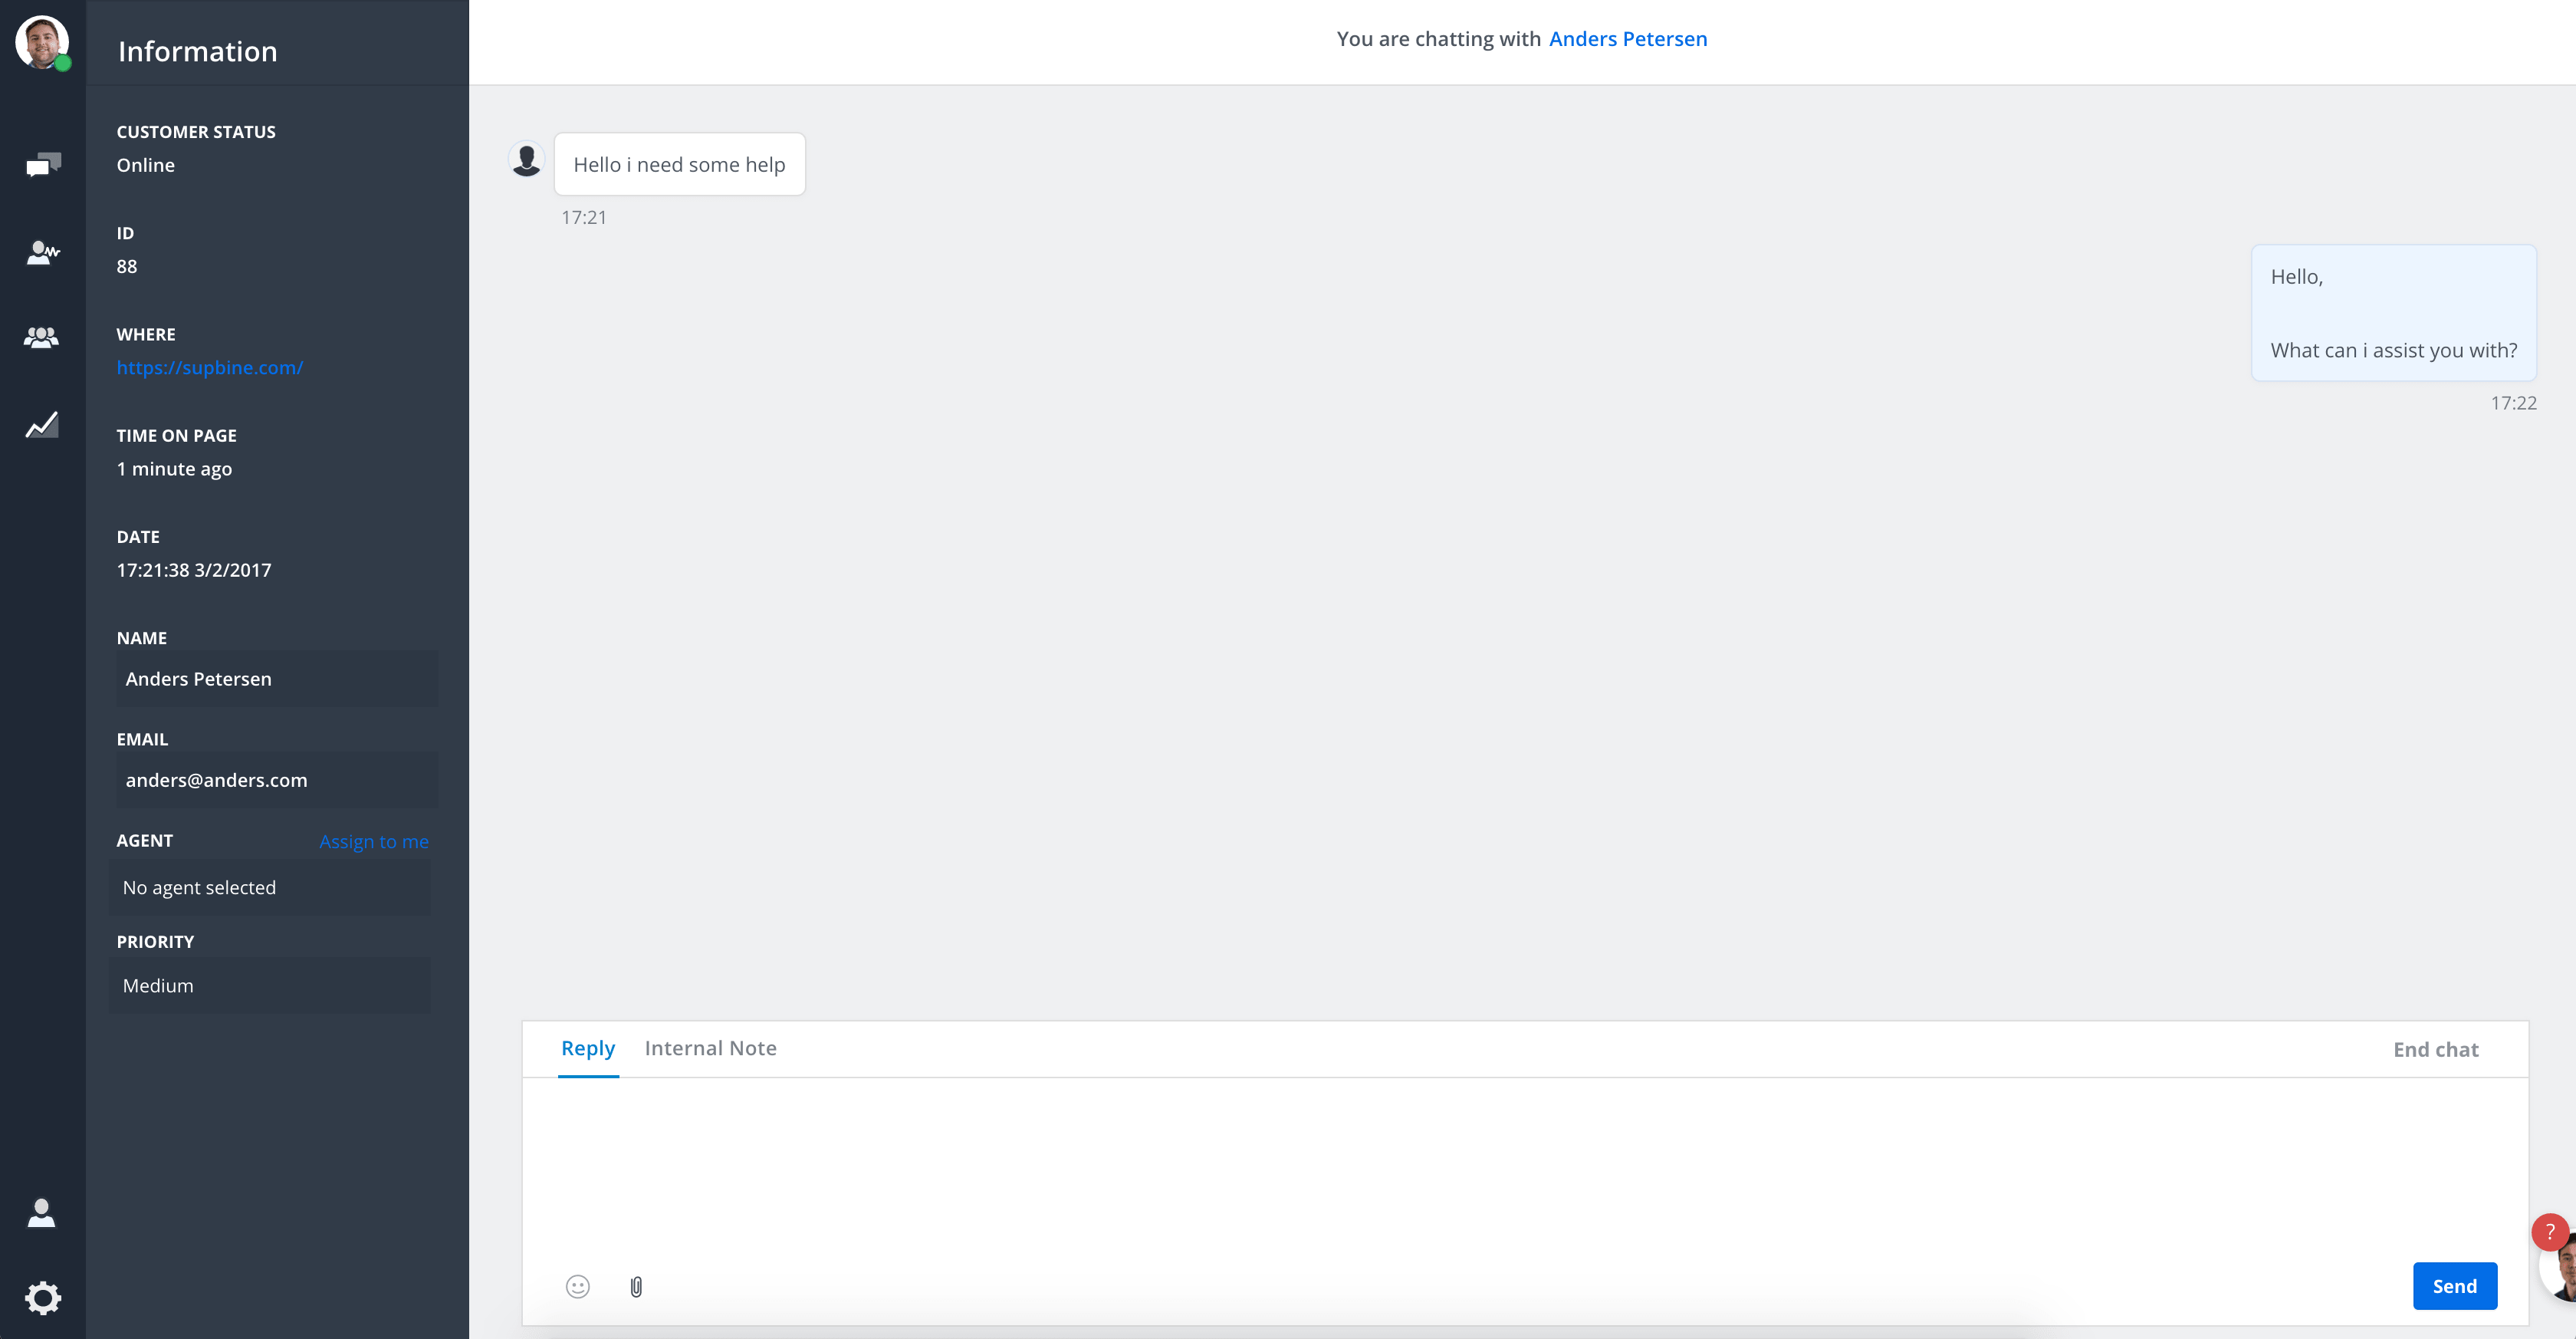 Information
CUSTOMER STATUS
Online
ID
88
WHERE
https://supbine.com/
TIME ON PAGE
1 minute ago
DATE
17:21:38 3/2/2017
NAME
Anders Petersen
EMAIL
anders@anders.com
AGENT Assign to me
No agent selected
PRIORITY
Medium
You are chatting with Anders Petersen
Hello i need some help
17:21
Hello,
What can i assist you with?
17:22
Reply Internal Note End chat
Send
?